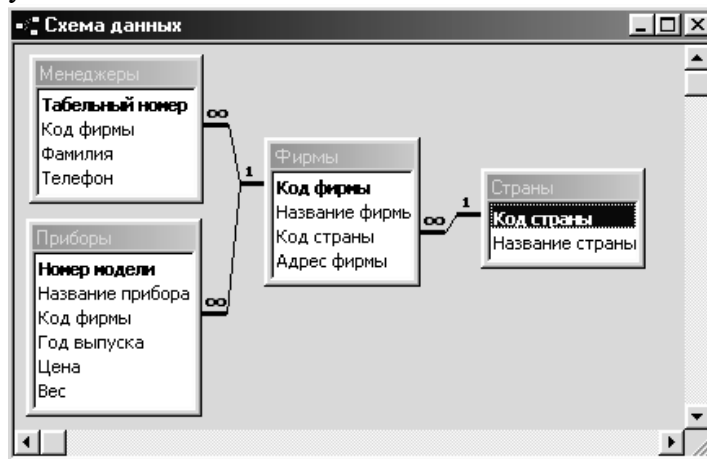 Схема данных
Менеджеры
Табельный номер
Код фирмы
Фамилия
Телефон
∞
1
Приборы
Номер модели
Название прибора
Код фирмы
Год выпуска
Цена
Вес
∞
Фирмы
Код фирмы
Название фирмы
Код страны
Адрес фирмы
∞
1
Страны
Код страны
Название страны